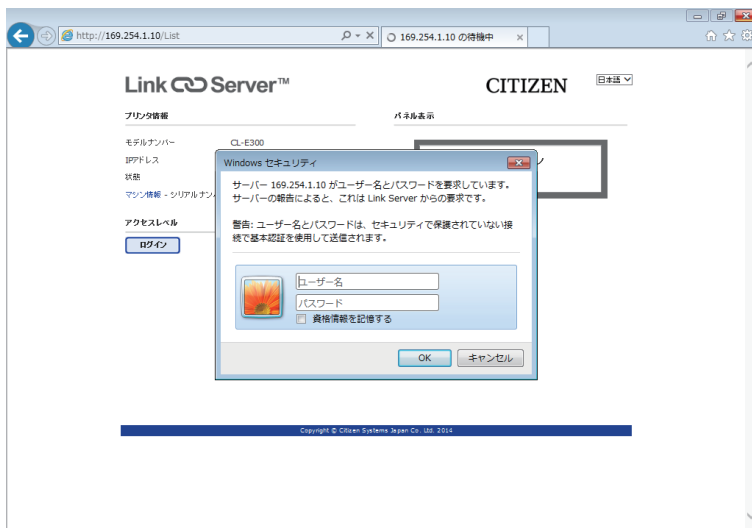 http://169.254.1.10/List
169.254.1.10 の待機中
Link Server™
CITIZEN
日本語
プリンタ情報
パネル表示
モデルナンバー CL-E300
IPアドレス
状態
マシン情報 - シリアルナン
アクセスレベル
ログイン
Windows セキュリティ
サーバー 169.254.1.10 がユーザー名とパスワードを要求しています。
サーバーの報告によると、これは Link Server からの要求です。
警告: ユーザー名とパスワードは、セキュリティで保護されていない接
続で基本認証を使用して送信されます。
ユーザー名
パスワード
資格情報を記憶する
OK
キャンセル
Copyright © Citizen Systems Japan Co. Ltd. 2014